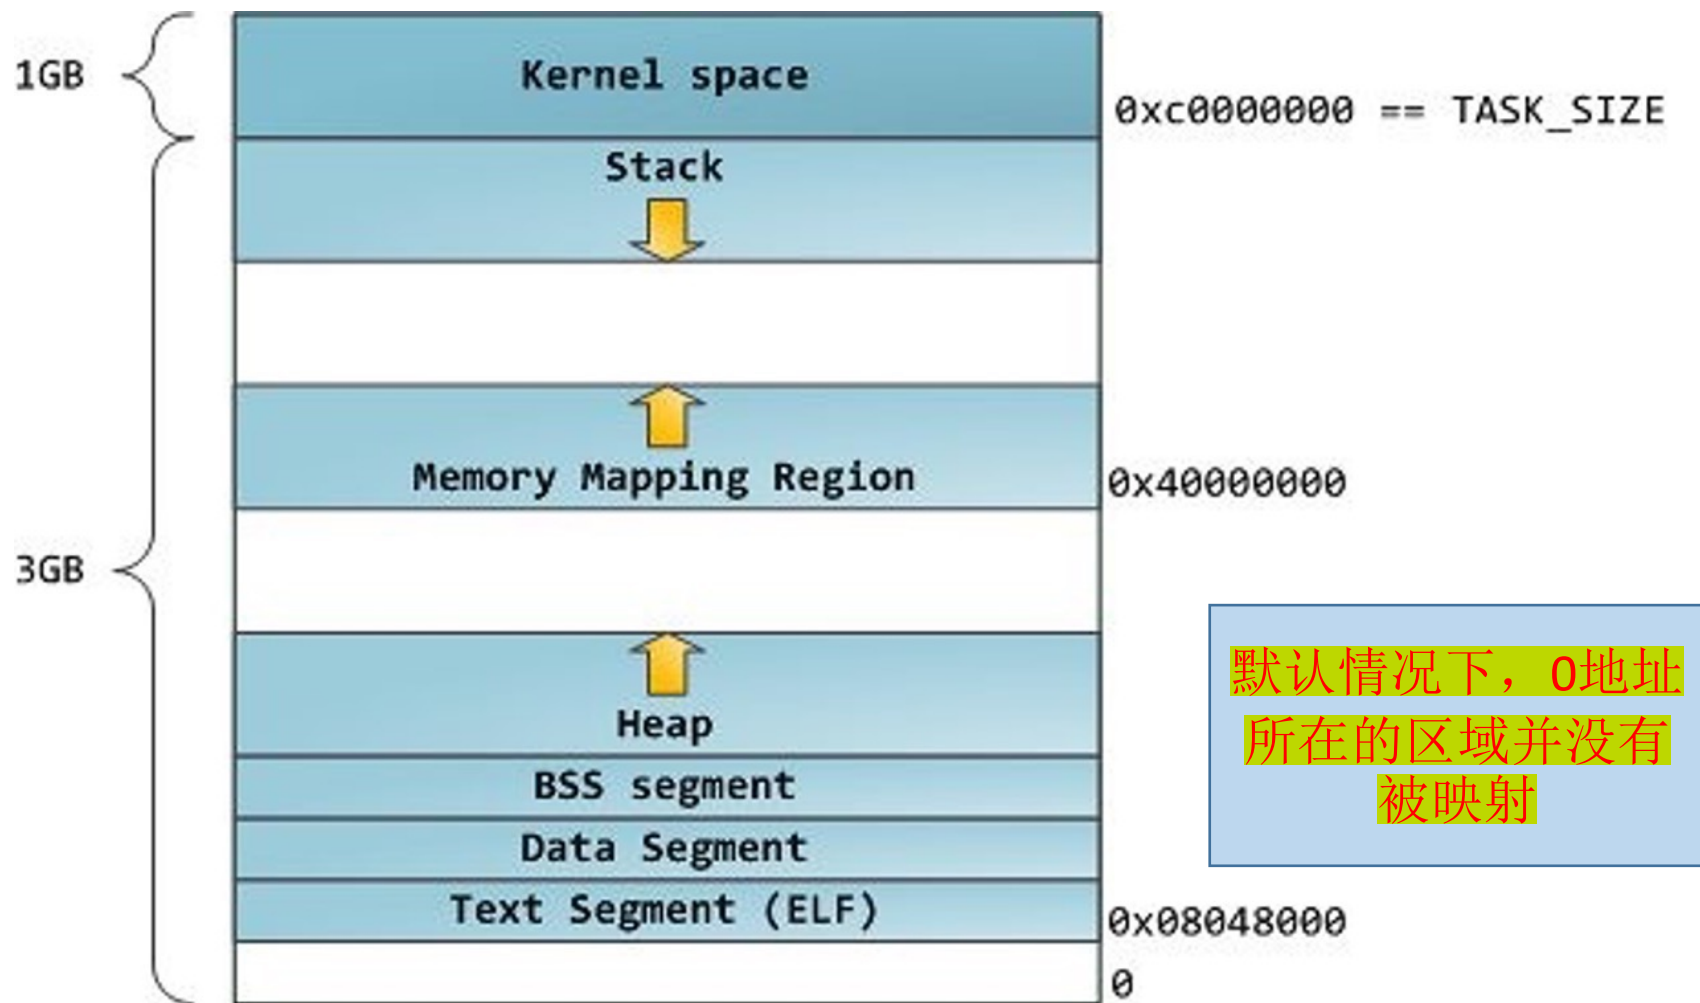 1GB
Kernel space
0xc0000000 == TASK_SIZE
Stack
Memory Mapping Region
0x40000000
3GB
Heap
BSS segment
Data Segment
Text Segment (ELF)
0x08048000
0
默认情况下，0地址
所在的区域并没有
被映射